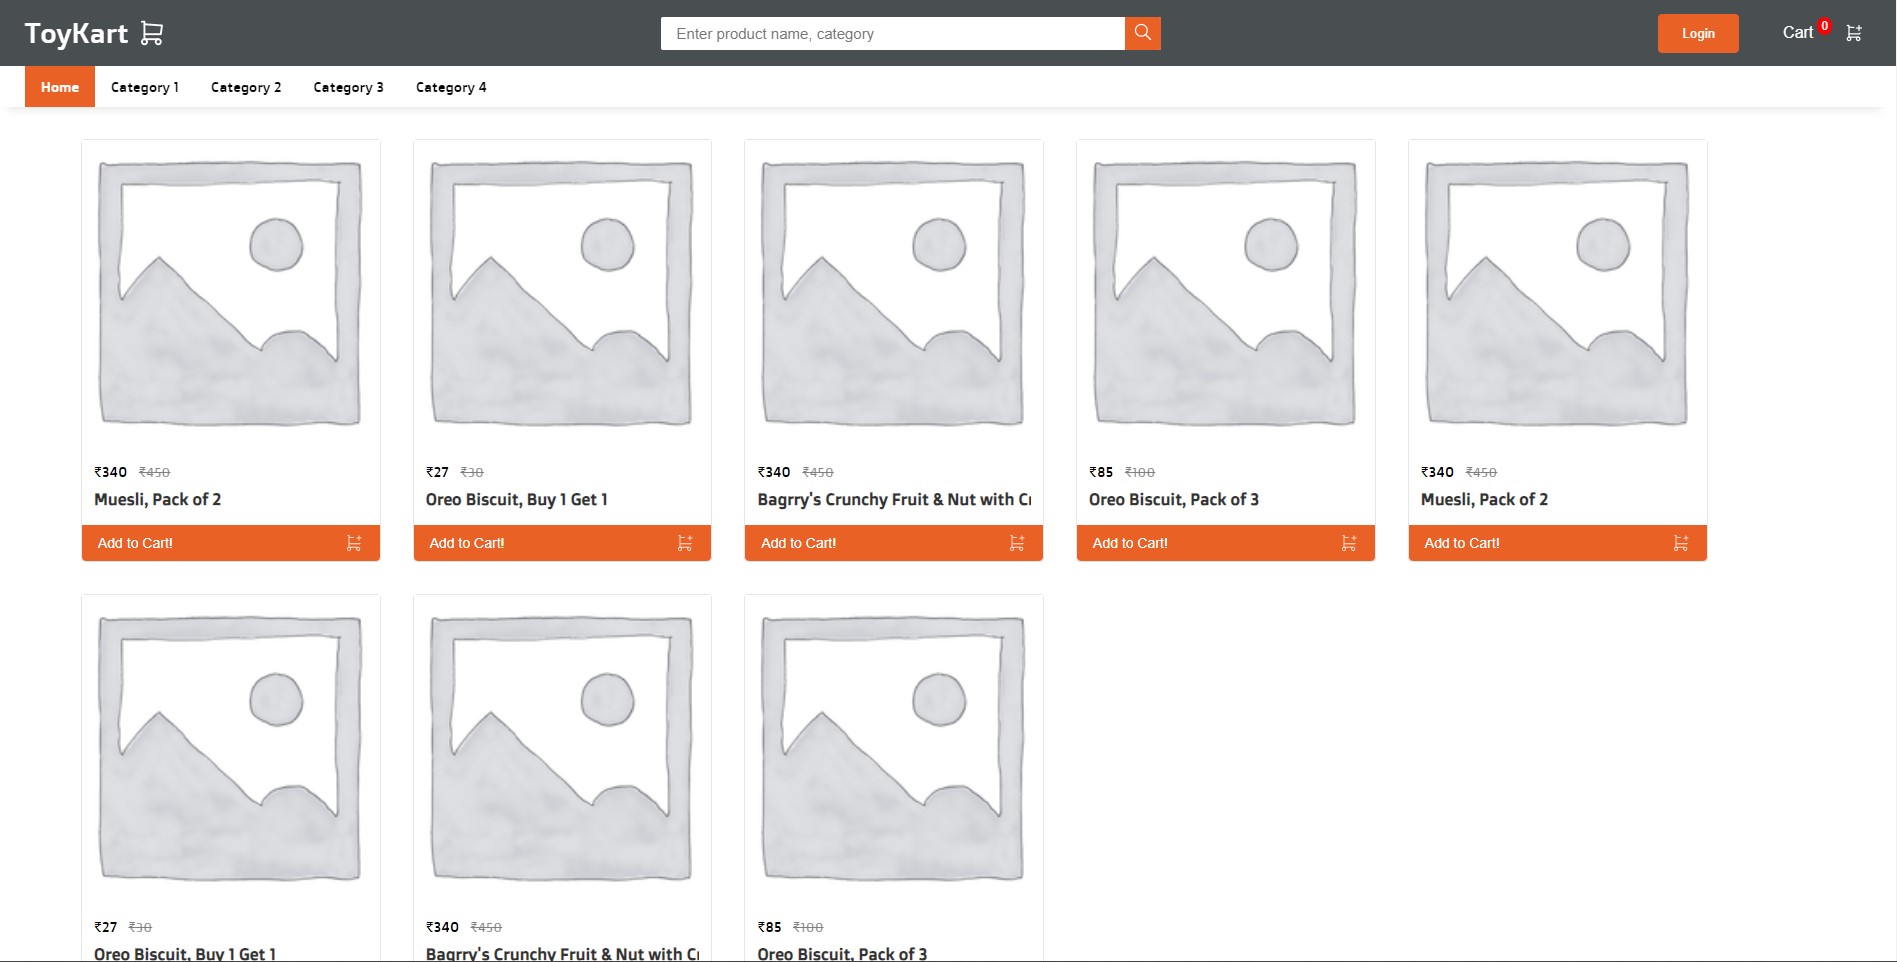 ToyKart
Enter product name, category
Login
Cart 0
Home Category 1 Category 2 Category 3 Category 4
₹340 ₹450
Muesli, Pack of 2
Add to Cart!
₹27 ₹30
Oreo Biscuit, Buy 1 Get 1
Add to Cart!
₹340 ₹450
Bagrry's Crunchy Fruit & Nut with
Add to Cart!
₹85 ₹100
Oreo Biscuit, Pack of 3
Add to Cart!
₹340 ₹450
Muesli, Pack of 2
Add to Cart!
₹27 ₹30
Oreo Biscuit, Buy 1 Get 1
₹340 ₹450
Bagrry's Crunchy Fruit & Nut with
₹85 ₹100
Oreo Biscuit, Pack of 3